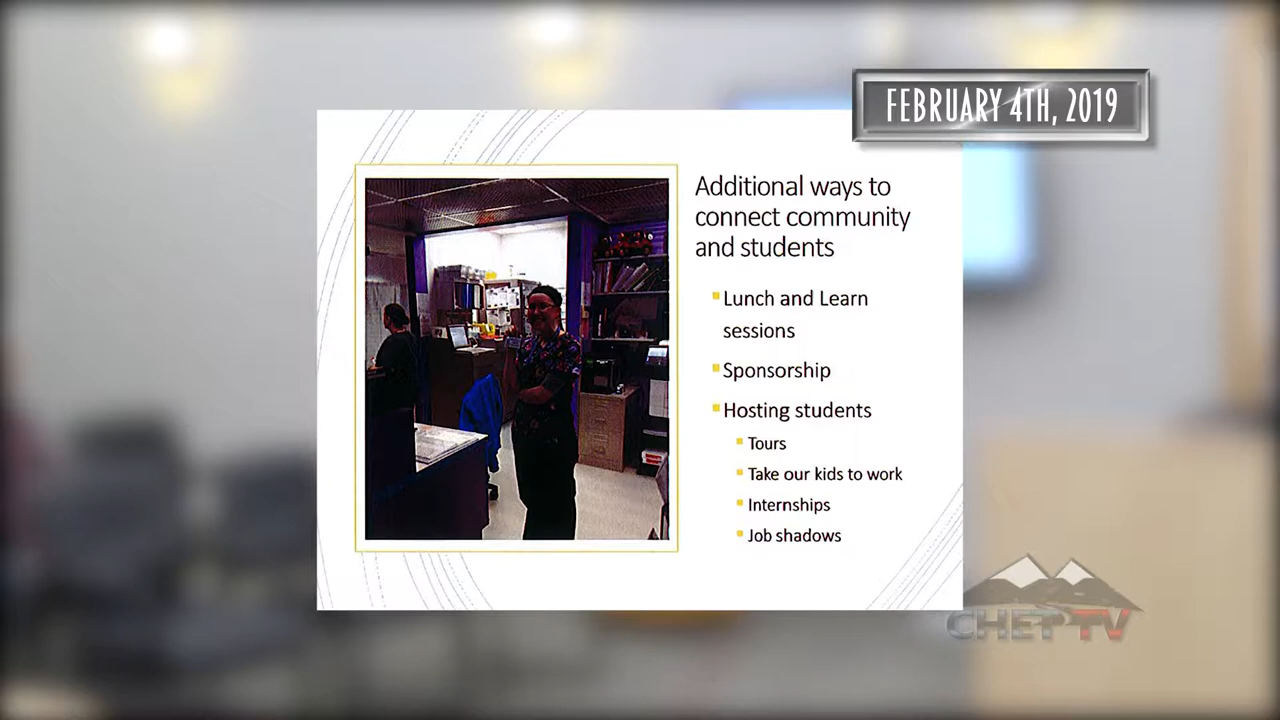 FEBRUARY 4TH, 2019
Additional ways to
connect community
and students
Lunch and Learn
sessions
Sponsorship
Hosting students
Tours
Take our kids to work
Internships
Job shadows
CHET TV